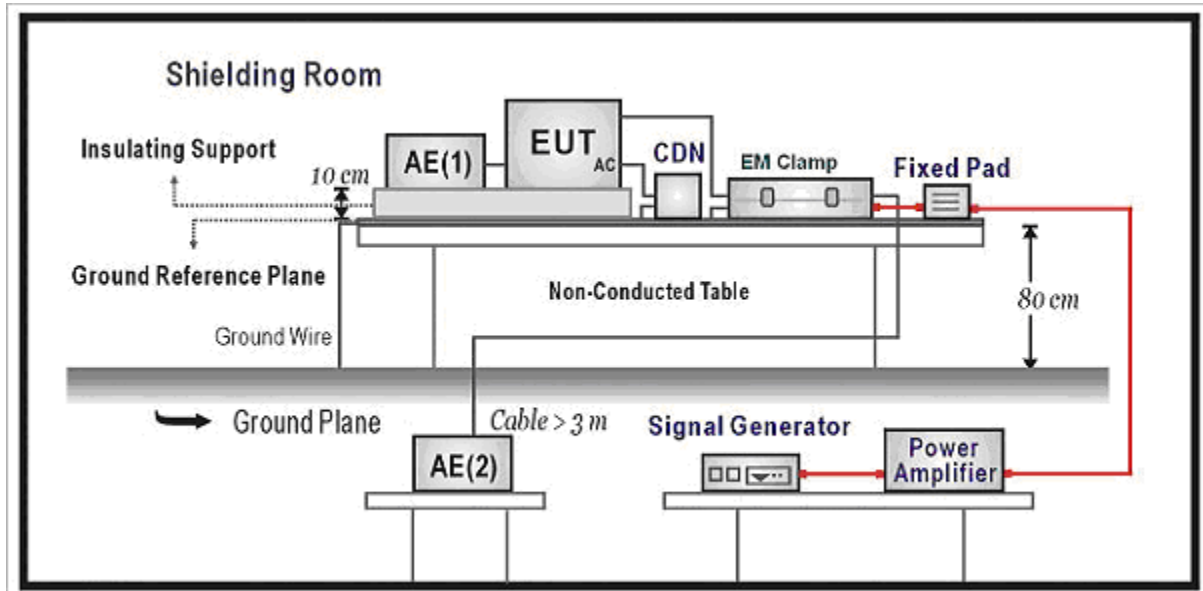 Shielding Room
Insulating Support
10 cm
AE(1)
EUT
AC
CDN
EM Clamp
Fixed Pad
Ground Reference Plane
Non-Conducted Table
80 cm
Ground Wire
Ground Plane
Cable > 3 m
Signal Generator
AE(2)
Power
Amplifier